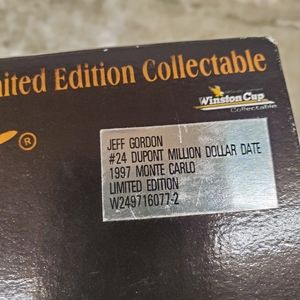 imited Edition Collectable
Winston Cup
Collectable
®
JEFF GORDON
#24 DUPONT MILLION DOLLAR DATE
1997 MONTE CARLO
LIMITED EDITION
W249716077-2